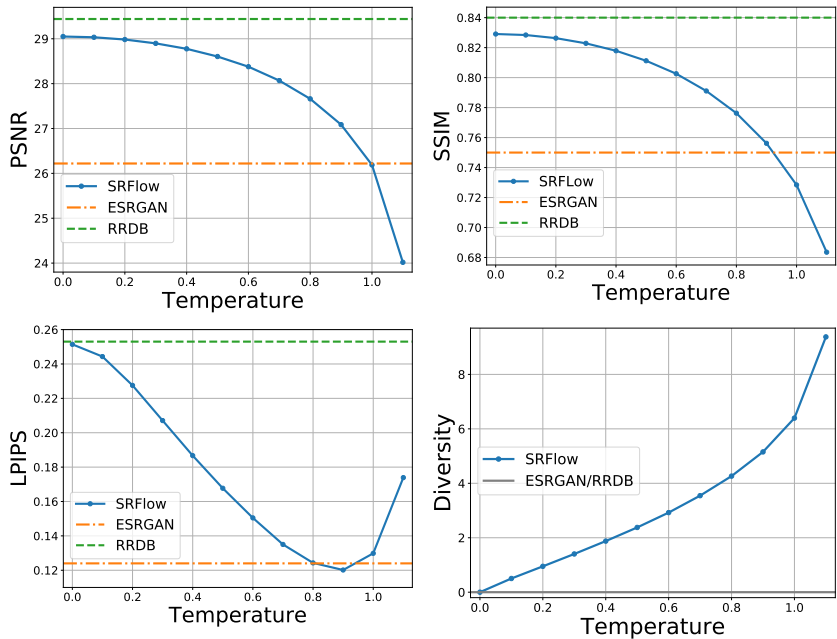 PSNR
29
28
27
26
25
24
SRFlow
ESRGAN
RRDB
0.0 0.2 0.4 0.6 0.8 1.0
Temperature
SSIM
0.84
0.82
0.80
0.78
0.76
0.74
0.72
0.70
0.68
SRFLow
ESRGAN
RRDB
0.0 0.2 0.4 0.6 0.8 1.0
Temperature
LPIPS
0.26
0.24
0.22
0.20
0.18
0.16
0.14
0.12
SRFlow
ESRGAN
RRDB
0.0 0.2 0.4 0.6 0.8 1.0
Temperature
Diversity
8
6
4
2
0
SRFlow
ESRGAN/RRDB
0.0 0.2 0.4 0.6 0.8 1.0
Temperature